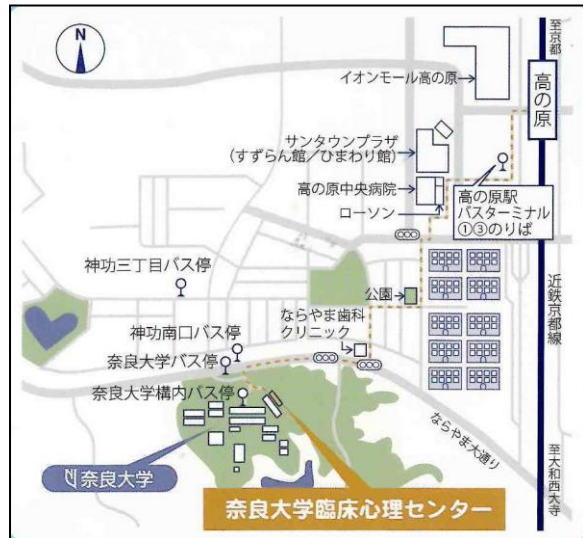 N
至京都
イオンモール高の原
高の原
サンタウンプラザ
(すずらん館/ひまわり館)
高の原中央病院
ローソン
高の原駅
バスターミナル
①③のりば
神功三丁目バス停
公園
近鉄京都線
ならやま歯科
クリニック
神功南口バス停
奈良大学バス停
奈良大学構内バス停
ならやま大通り
奈良大学
至大和西大寺
奈良大学臨床心理センター